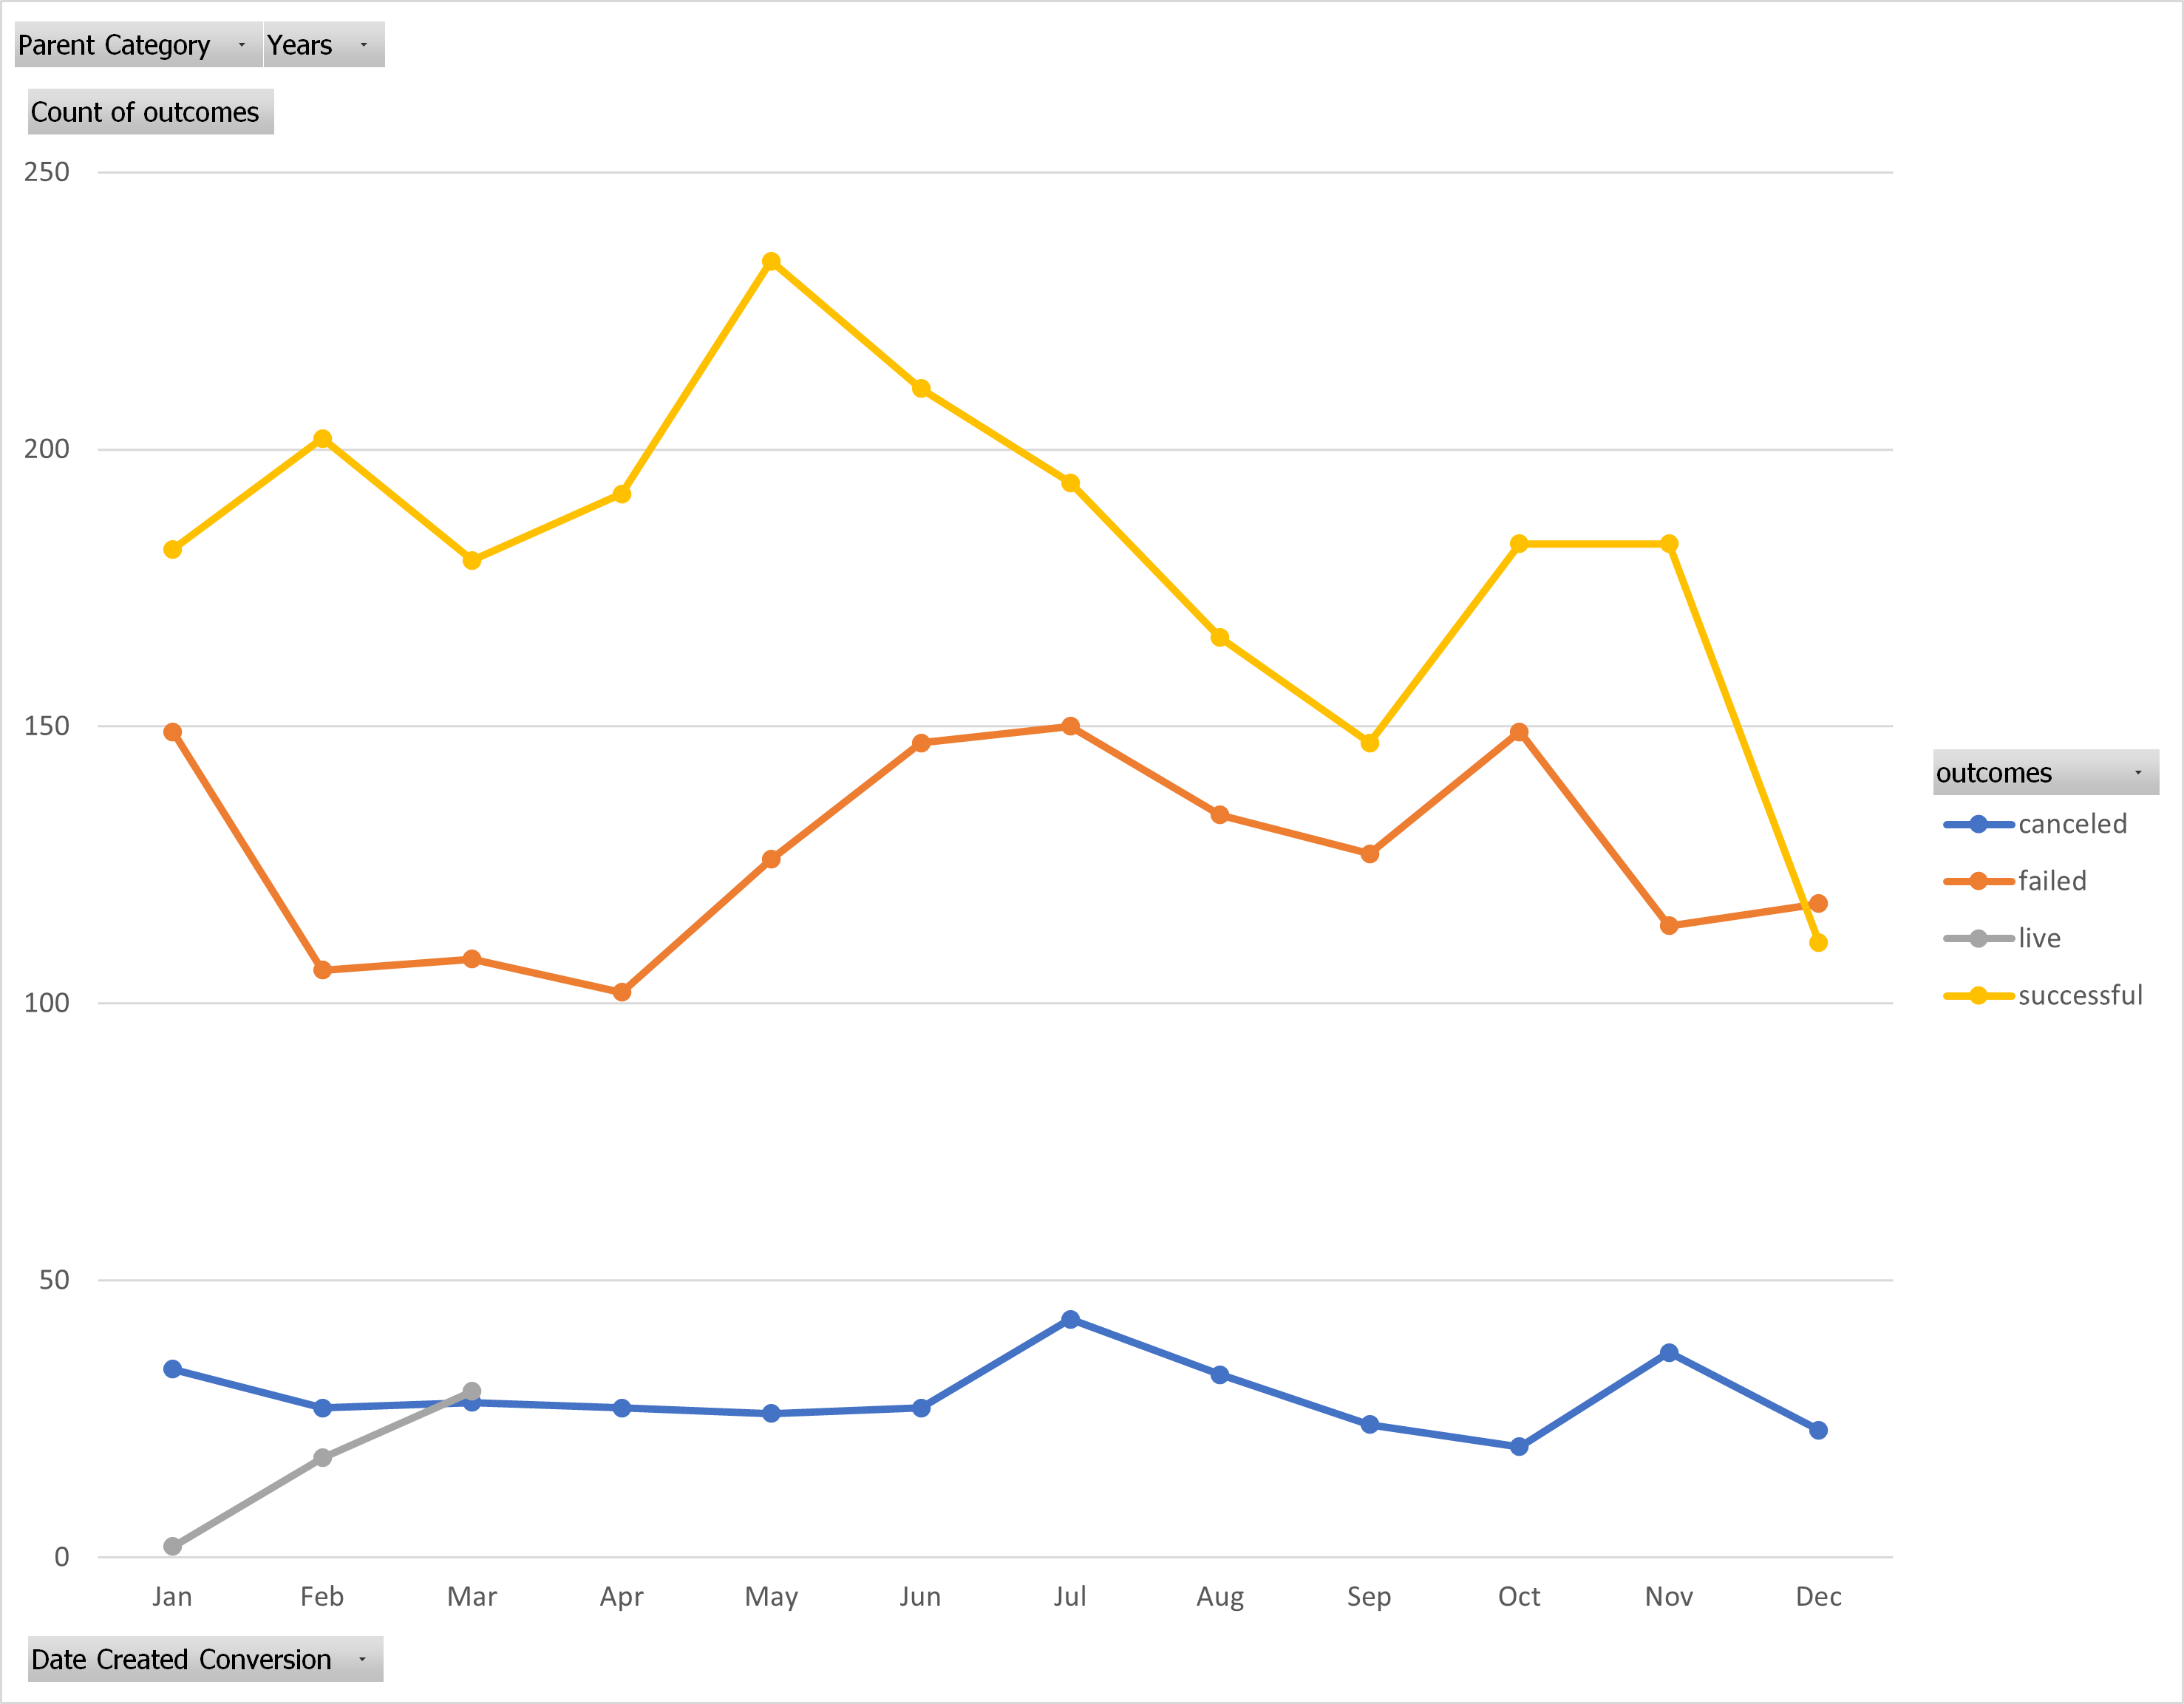 Parent Category Years
Count of outcomes
250
200
150
100
50
0
Jan Feb Mar Apr May Jun Jul Aug Sep Oct Nov Dec
outcomes
canceled
failed
live
successful
Date Created Conversion